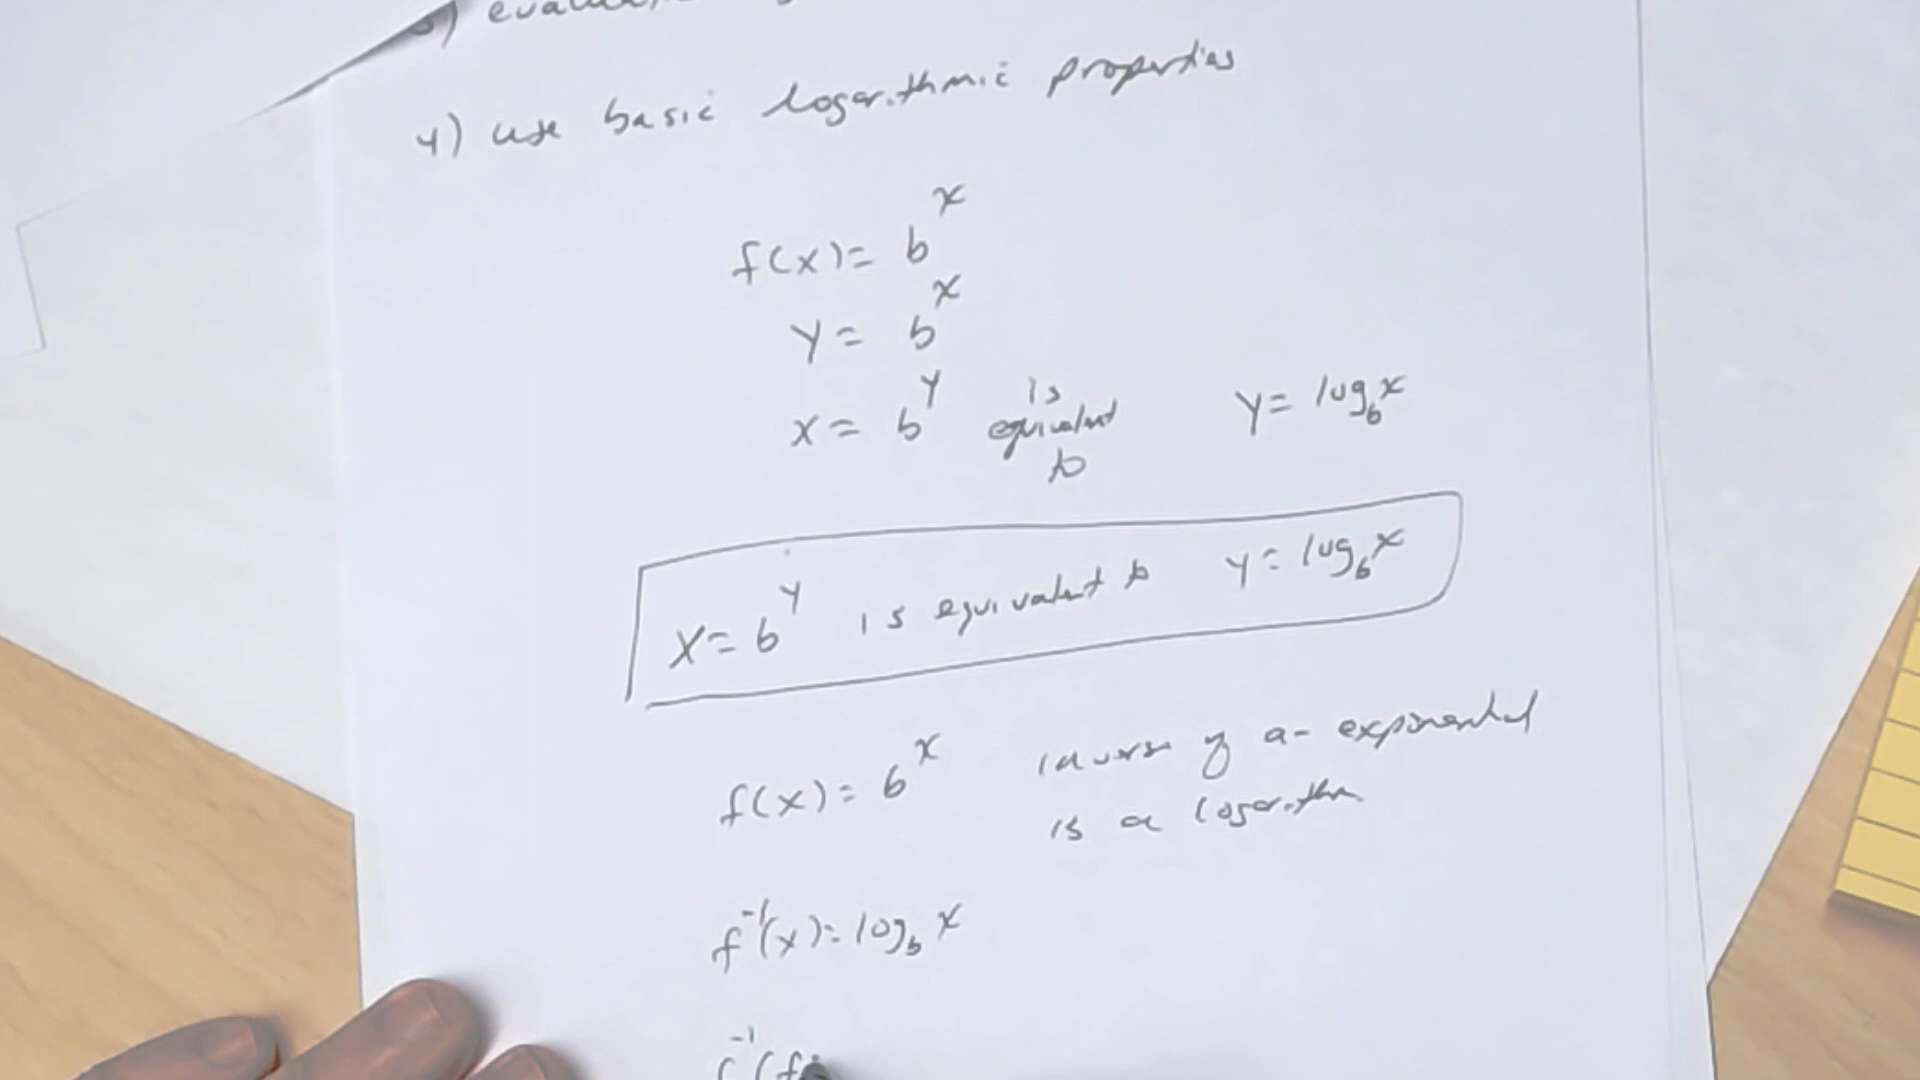 4) use basic logarithmic properties
f(x) = b^x
y = b^x
x = b^y is equivalent to y = log_b x
x = b^y is equivalent to y = log_b x
f(x) = b^x inverse of an exponential
is a logarithm
f^-1(x) = log_b x
f^-1(f